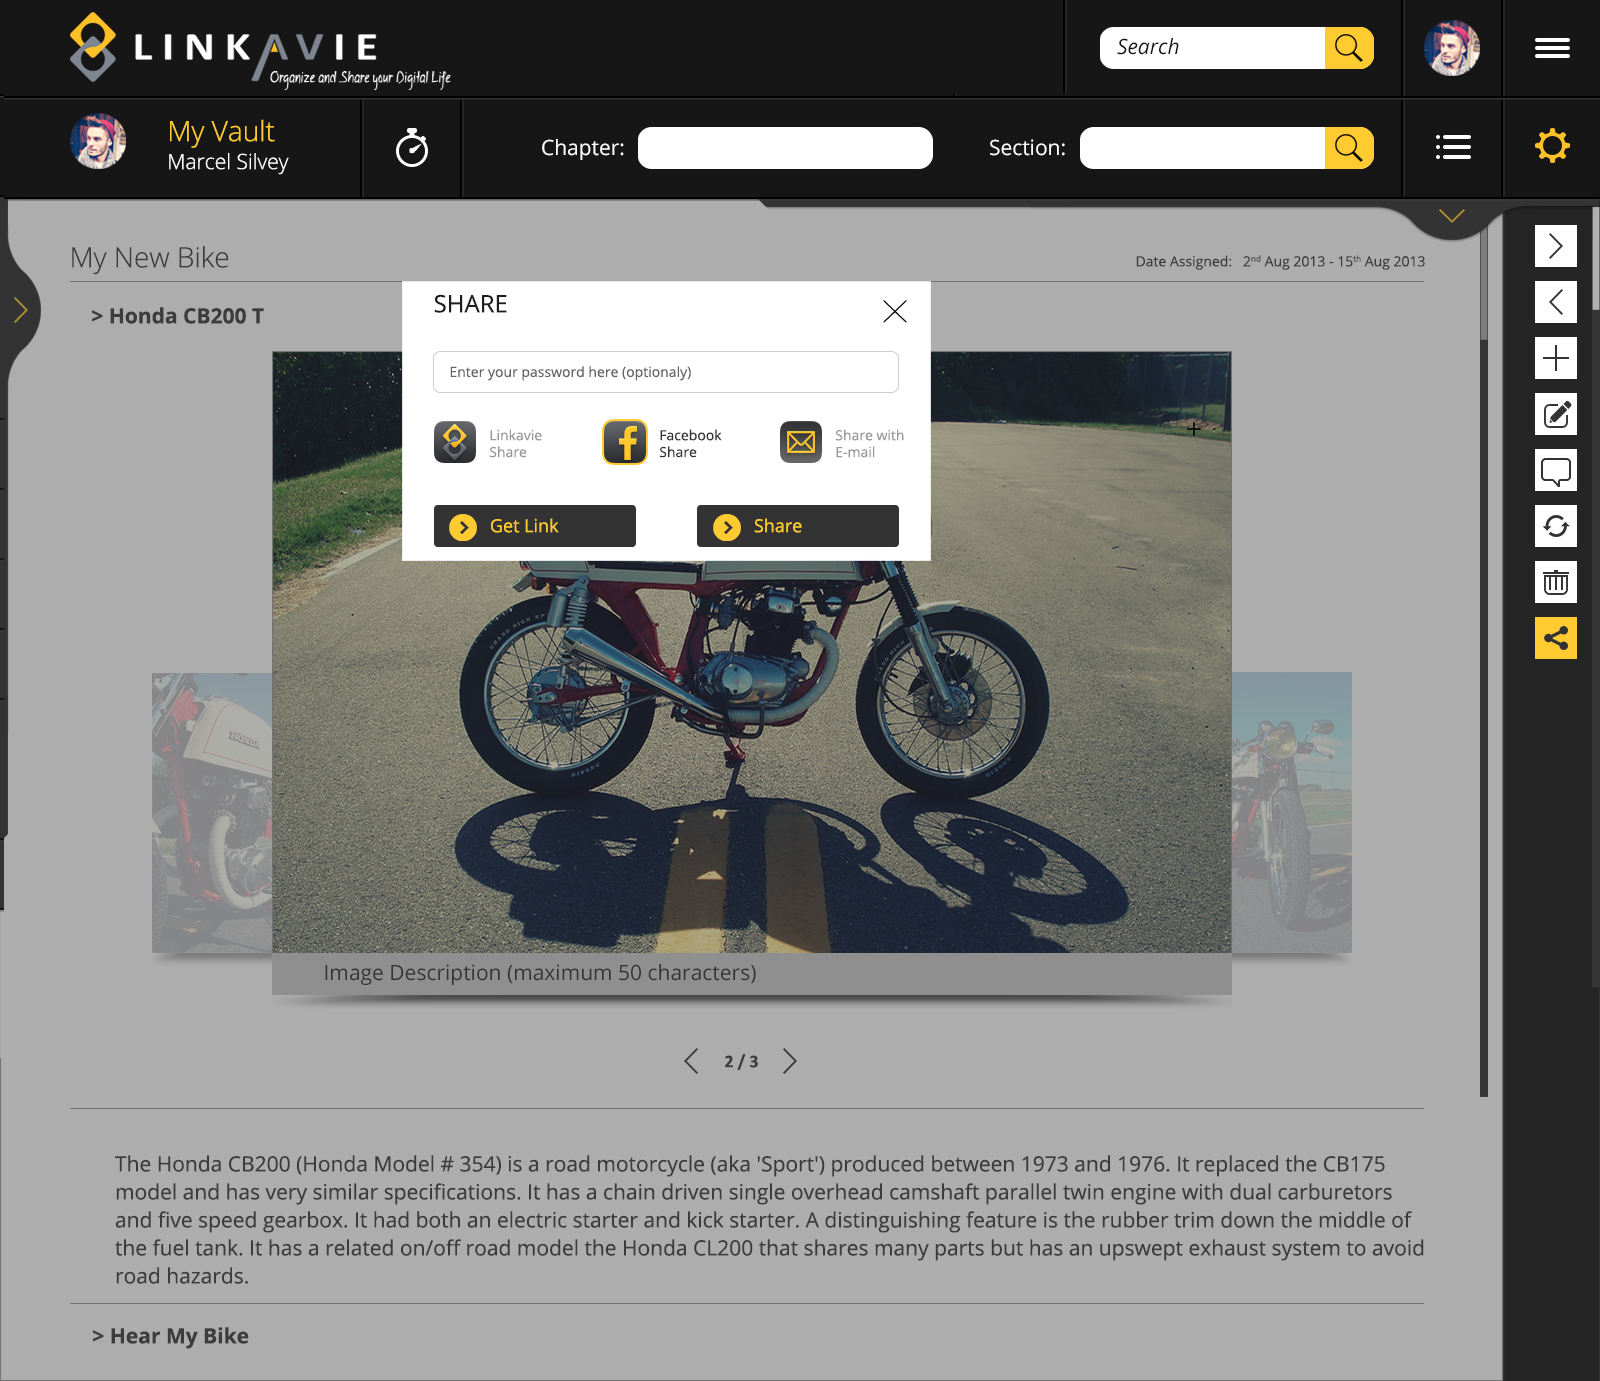 LINKAVIE
Organize and Share your Digital Life
Search
My Vault
Marcel Silvey
Chapter:
Section:
My New Bike
Date Assigned: 2nd Aug 2013 - 15th Aug 2013
> Honda CB200 T
SHARE
Enter your password here (optionaly)
Linkavie
Share
Facebook
Share
Share with
E-mail
Get Link
Share
HONDA
Image Description (maximum 50 characters)
2 / 3
The Honda CB200 (Honda Model # 354) is a road motorcycle (aka 'Sport') produced between 1973 and 1976. It replaced the CB175
model and has very similar specifications. It has a chain driven single overhead camshaft parallel twin engine with dual carburetors
and five speed gearbox. It had both an electric starter and kick starter. A distinguishing feature is the rubber trim down the middle of
the fuel tank. It has a related on/off road model the Honda CL200 that shares many parts but has an upswept exhaust system to avoid
road hazards.
> Hear My Bike